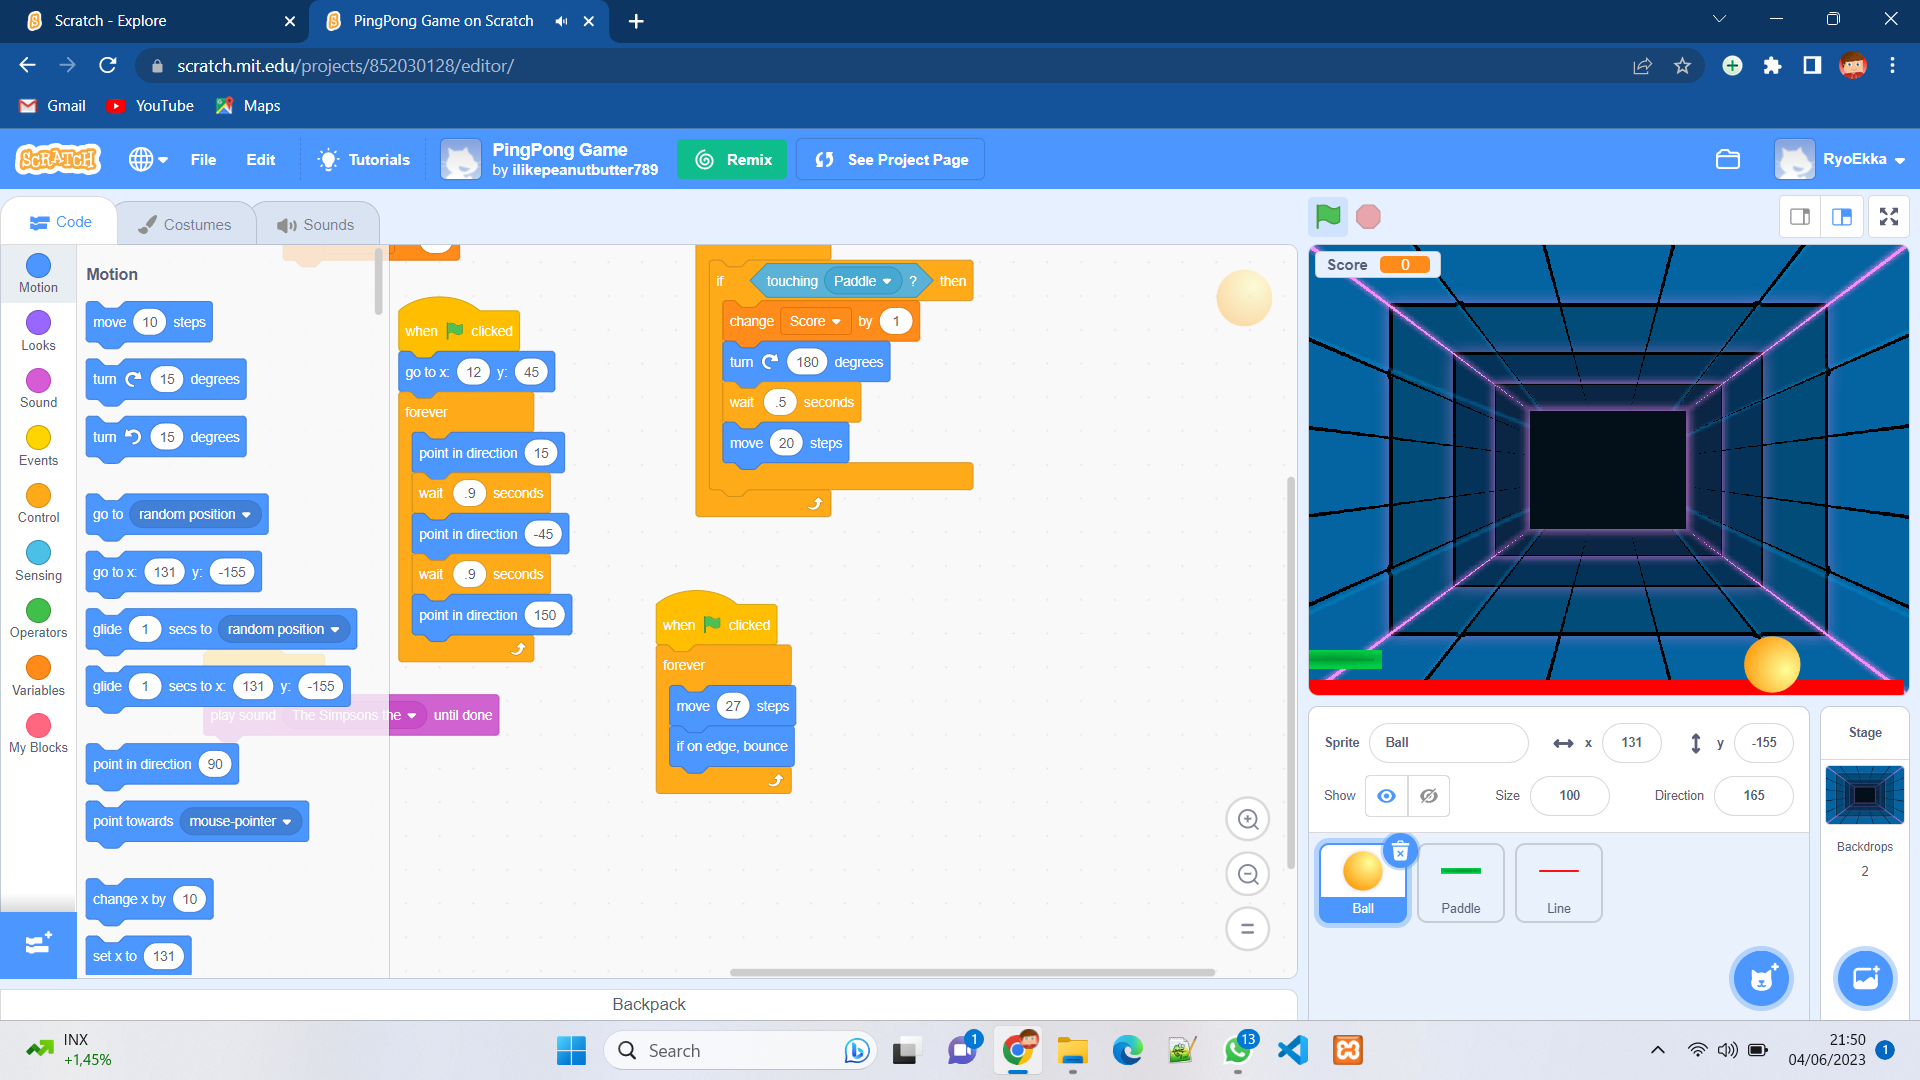 Scratch - Explore
PingPong Game on Scratch
scratch.mit.edu/projects/852030128/editor/
Gmail
YouTube
Maps
SCRATCH
File
Edit
Tutorials
PingPong Game
by ilikepeanutbutter789
Remix
See Project Page
RyoEkka
Code
Costumes
Sounds
Motion
Looks
Sound
Events
Control
Sensing
Operators
Variables
My Blocks
Motion
move 10 steps
turn 15 degrees
turn 15 degrees
go to random position
go to x: 131 y: -155
glide 1 secs to random position
glide 1 secs to x: 131 y: -155
point in direction 90
point towards mouse-pointer
change x by 10
set x to 131
when clicked
go to x: 12 y: 45
forever
point in direction 15
wait .9 seconds
point in direction -45
wait .9 seconds
point in direction 150
play sound The Simpsons the until done
if touching Paddle ? then
change Score by 1
turn 180 degrees
wait .5 seconds
move 20 steps
when clicked
forever
move 27 steps
if on edge, bounce
Backpack
Score 0
Sprite Ball x 131 y -155
Show Size 100 Direction 165
Ball
Paddle
Line
Stage
Backdrops
2
INX
+1,45%
Search
1
13
21:50
04/06/2023
1